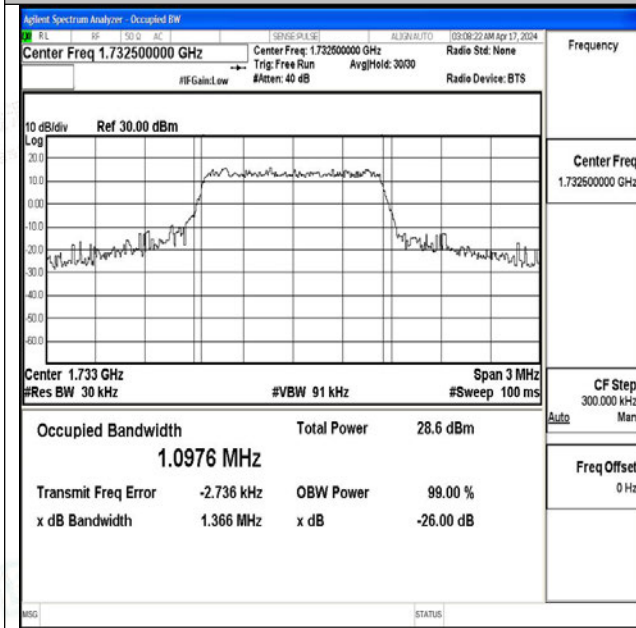 Agilent Spectrum Analyzer - Occupied BW
RL RF 50 Ω AC SENSE:PULSE ALIGNAUTO 03:08:22 AM Apr 17, 2024
Center Freq 1.732500000 GHz
Center Freq: 1.732500000 GHz Radio Std: None
Trig: Free Run Avg|Hold: 30/30
#IFGain:Low #Atten: 40 dB Radio Device: BTS
10 dB/div Ref 30.00 dBm
Log
20.0
10.0
0.00
-10.0
-20.0
-30.0
-40.0
-50.0
-60.0
Center 1.733 GHz Span 3 MHz
#Res BW 30 kHz #VBW 91 kHz #Sweep 100 ms
Occupied Bandwidth Total Power 28.6 dBm
1.0976 MHz
Transmit Freq Error -2.736 kHz OBW Power 99.00 %
x dB Bandwidth 1.366 MHz x dB -26.00 dB
MSG STATUS
Frequency
Center Freq
1.732500000 GHz
CF Step
300.000 kHz
Auto Man
Freq Offset
0 Hz